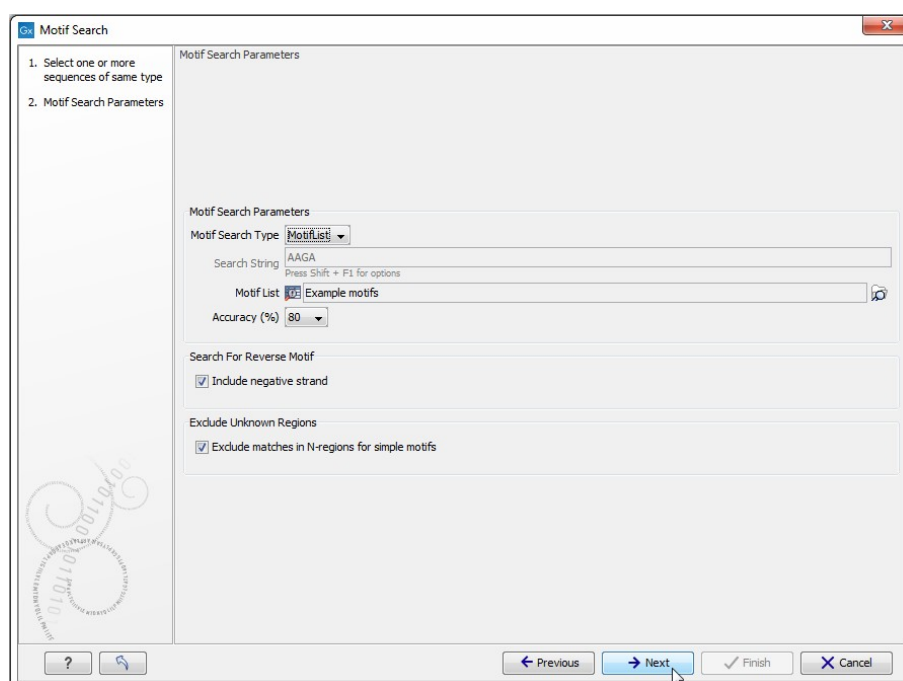 Gx Motif Search
Motif Search Parameters
1. Select one or more
sequences of same type
2. Motif Search Parameters
Motif Search Parameters
Motif Search Type MotifList
Search String AAGA
Press Shift + F1 for options
Motif List Example motifs
Accuracy (%) 80
Search For Reverse Motif
Include negative strand
Exclude Unknown Regions
Exclude matches in N-regions for simple motifs
? Previous Next Finish Cancel